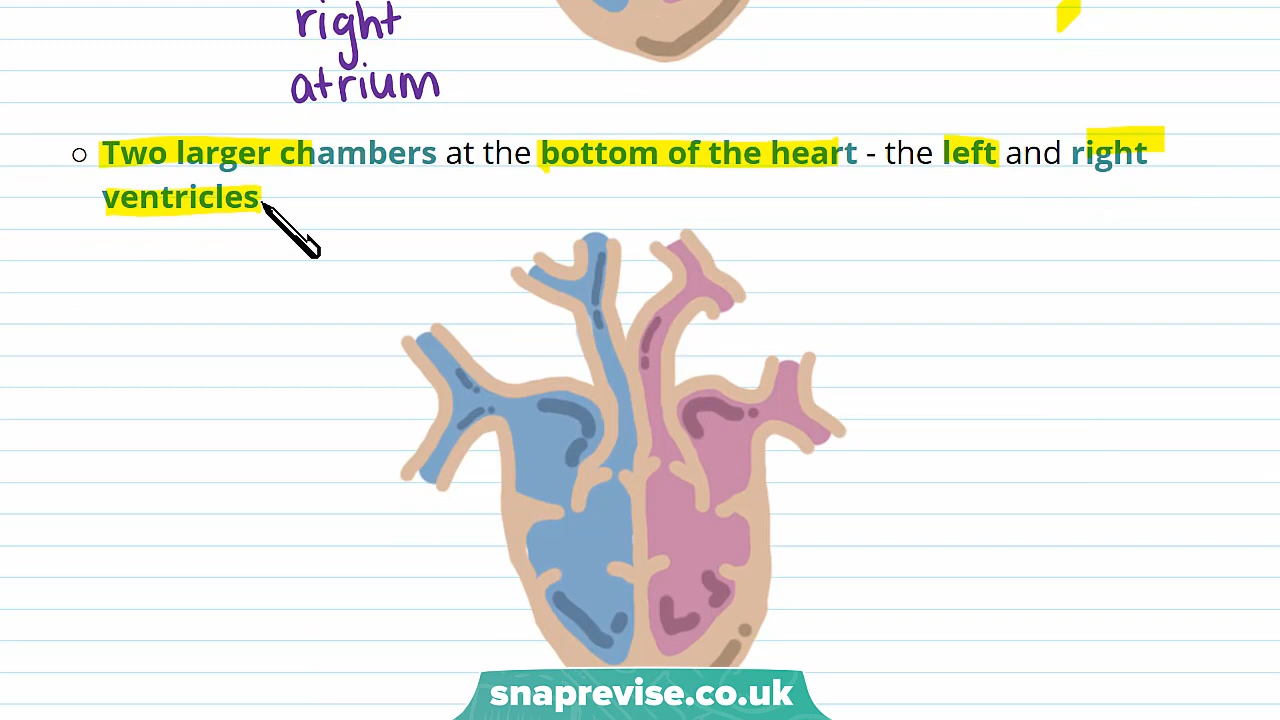 right
atrium
○ Two larger chambers at the bottom of the heart - the left and right
ventricles
snaprevise.co.uk